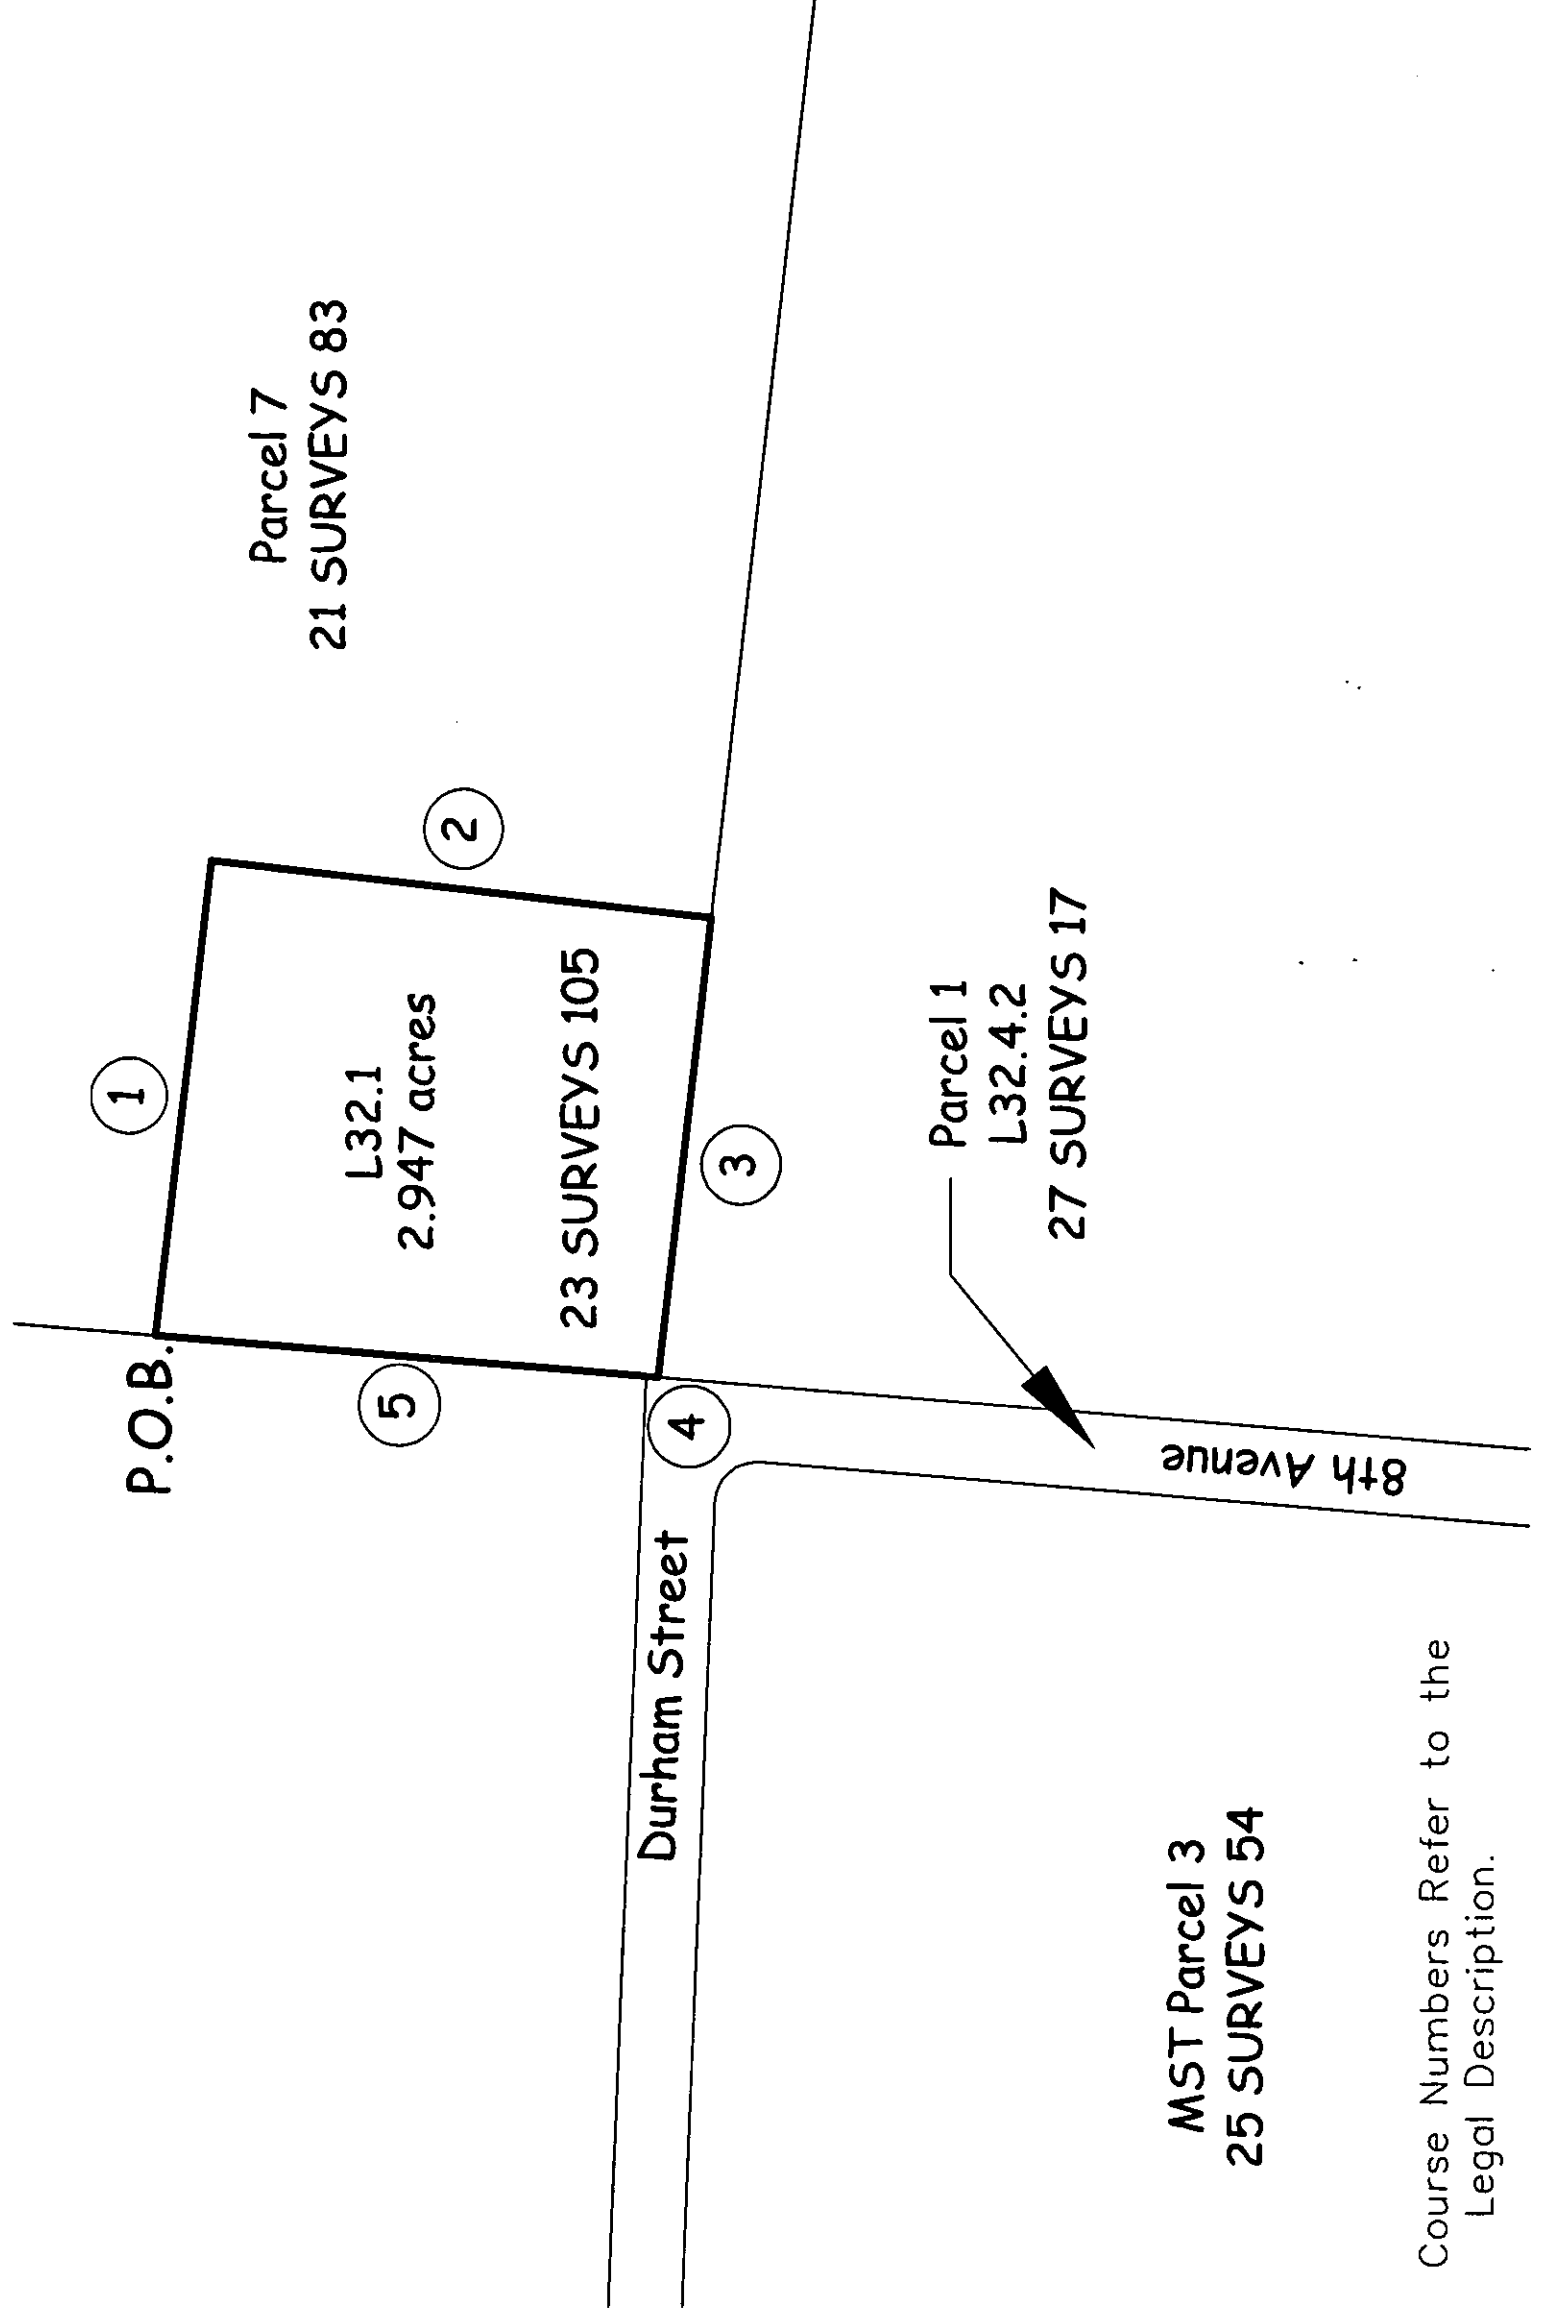 P.O.B.
1
Parcel 7
21 SURVEYS 83
2
L32.1
2.947 acres
23 SURVEYS 105
5
3
4
Durham Street
Parcel 1
L32.4.2
27 SURVEYS 17
8th Avenue
MST Parcel 3
25 SURVEYS 54
Course Numbers Refer to the
Legal Description.